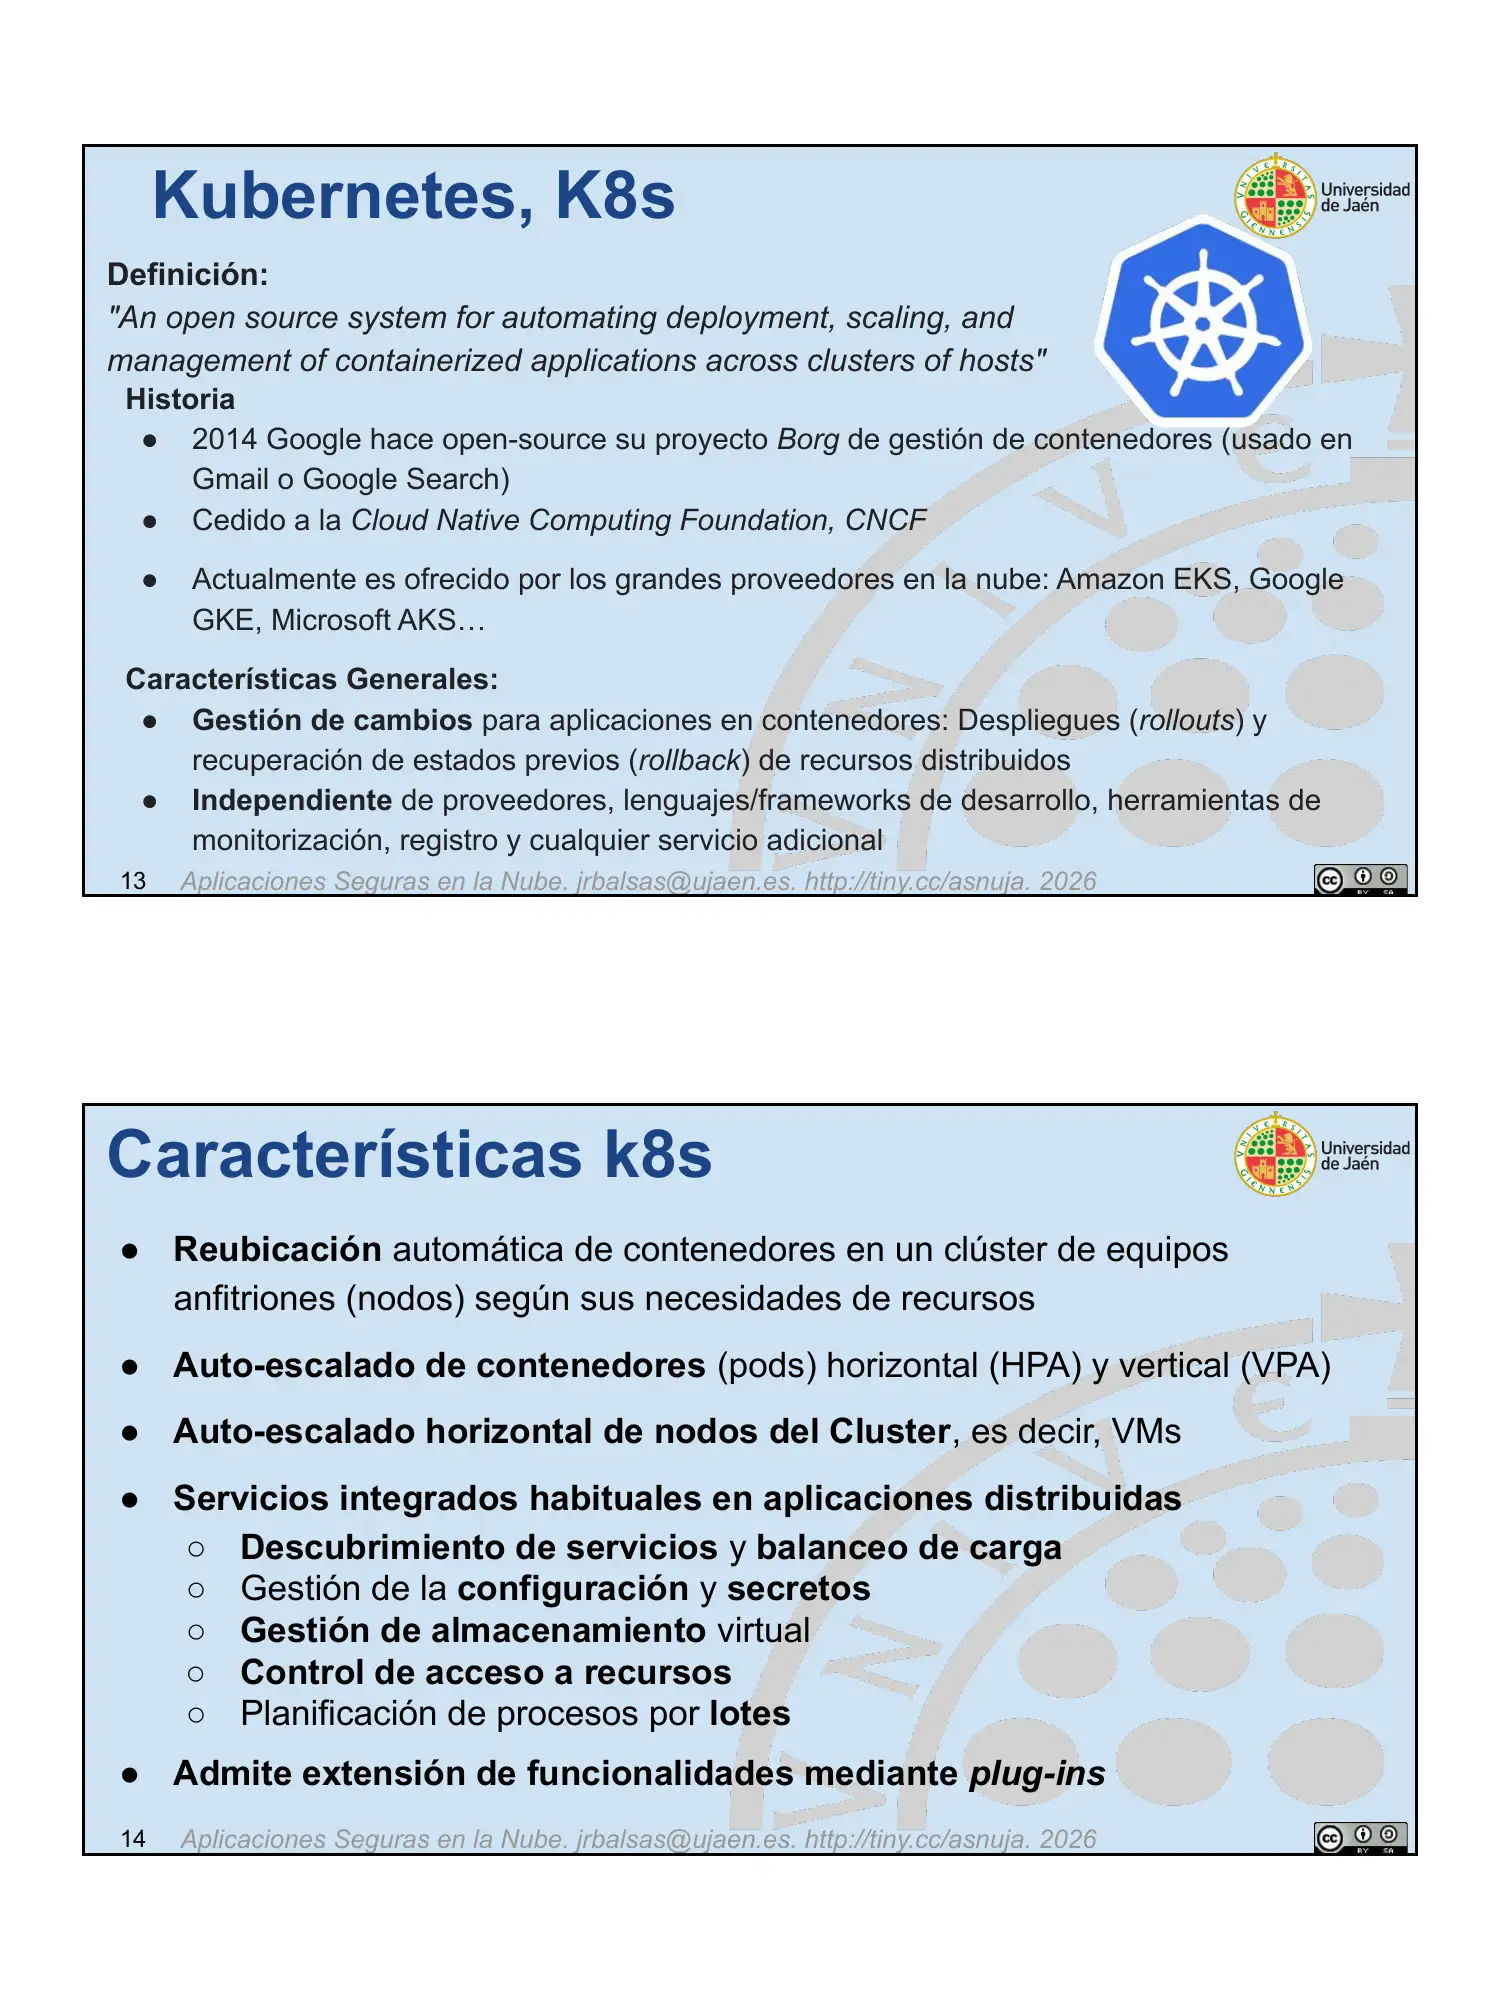 Kubernetes, K8s
Universidad
de Jaén
Definición:
"An open source system for automating deployment, scaling, and
management of containerized applications across clusters of hosts"
Historia
● 2014 Google hace open-source su proyecto Borg de gestión de contenedores (usado en
Gmail o Google Search)
● Cedido a la Cloud Native Computing Foundation, CNCF
● Actualmente es ofrecido por los grandes proveedores en la nube: Amazon EKS, Google
GKE, Microsoft AKS…
Características Generales:
● Gestión de cambios para aplicaciones en contenedores: Despliegues (rollouts) y
recuperación de estados previos (rollback) de recursos distribuidos
● Independiente de proveedores, lenguajes/frameworks de desarrollo, herramientas de
monitorización, registro y cualquier servicio adicional
13 Aplicaciones Seguras en la Nube. jrbalsas@ujaen.es. http://tiny.cc/asnuja. 2026
cc BY SA
Características k8s
Universidad
de Jaén
● Reubicación automática de contenedores en un clúster de equipos
anfitriones (nodos) según sus necesidades de recursos
● Auto-escalado de contenedores (pods) horizontal (HPA) y vertical (VPA)
● Auto-escalado horizontal de nodos del Cluster, es decir, VMs
● Servicios integrados habituales en aplicaciones distribuidas
○ Descubrimiento de servicios y balanceo de carga
○ Gestión de la configuración y secretos
○ Gestión de almacenamiento virtual
○ Control de acceso a recursos
○ Planificación de procesos por lotes
● Admite extensión de funcionalidades mediante plug-ins
14 Aplicaciones Seguras en la Nube. jrbalsas@ujaen.es. http://tiny.cc/asnuja. 2026
cc BY SA